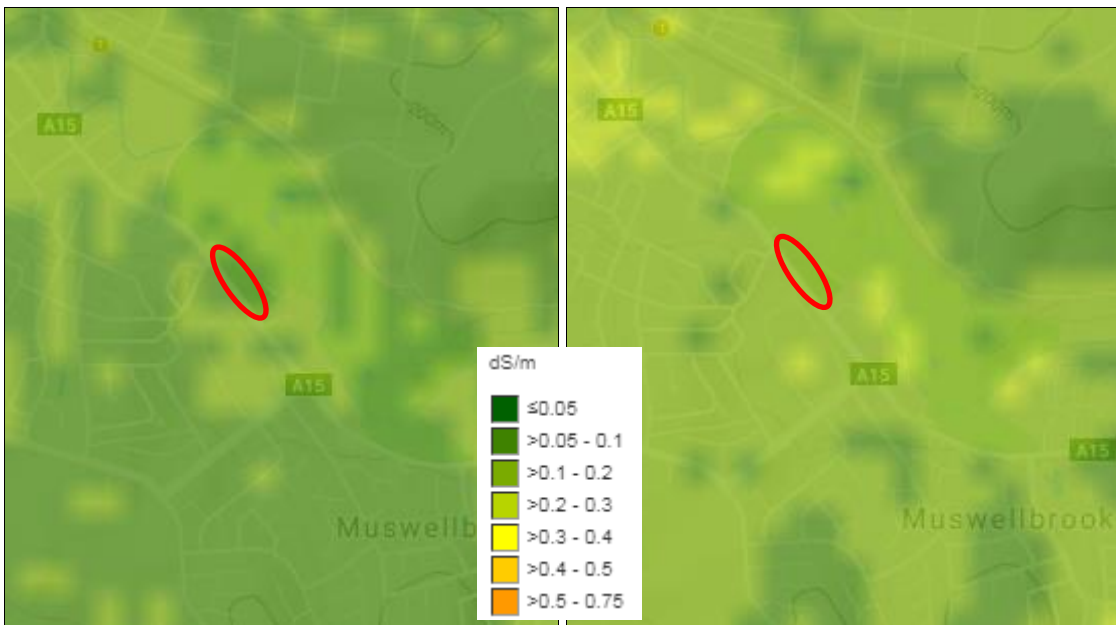 A15
200m
A15
Muswellb
dS/m
≤0.05
>0.05 - 0.1
>0.1 - 0.2
>0.2 - 0.3
>0.3 - 0.4
>0.4 - 0.5
>0.5 - 0.75
A15
200m
A15
A15
Muswellbrook